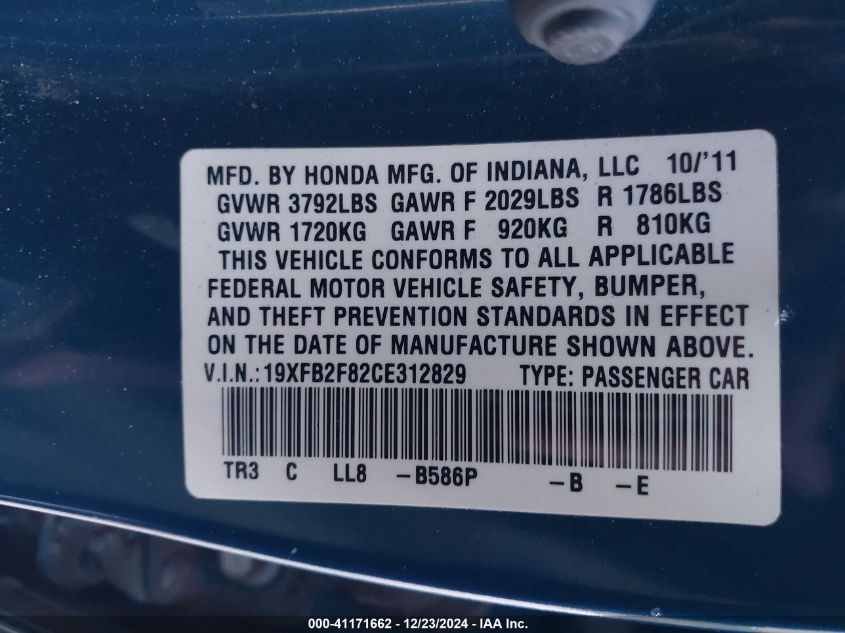 MFD. BY HONDA MFG. OF INDIANA, LLC 10/'11
GVWR 3792LBS GAWR F 2029LBS R 1786LBS
GVWR 1720KG GAWR F 920KG R 810KG
THIS VEHICLE CONFORMS TO ALL APPLICABLE
FEDERAL MOTOR VEHICLE SAFETY, BUMPER,
AND THEFT PREVENTION STANDARDS IN EFFECT
ON THE DATE OF MANUFACTURE SHOWN ABOVE.
V.I.N.:19XFB2F82CE312829 TYPE: PASSENGER CAR
TR3 C LL8 -B586P -B -E
000-41171662 - 12/23/2024 - IAA Inc.